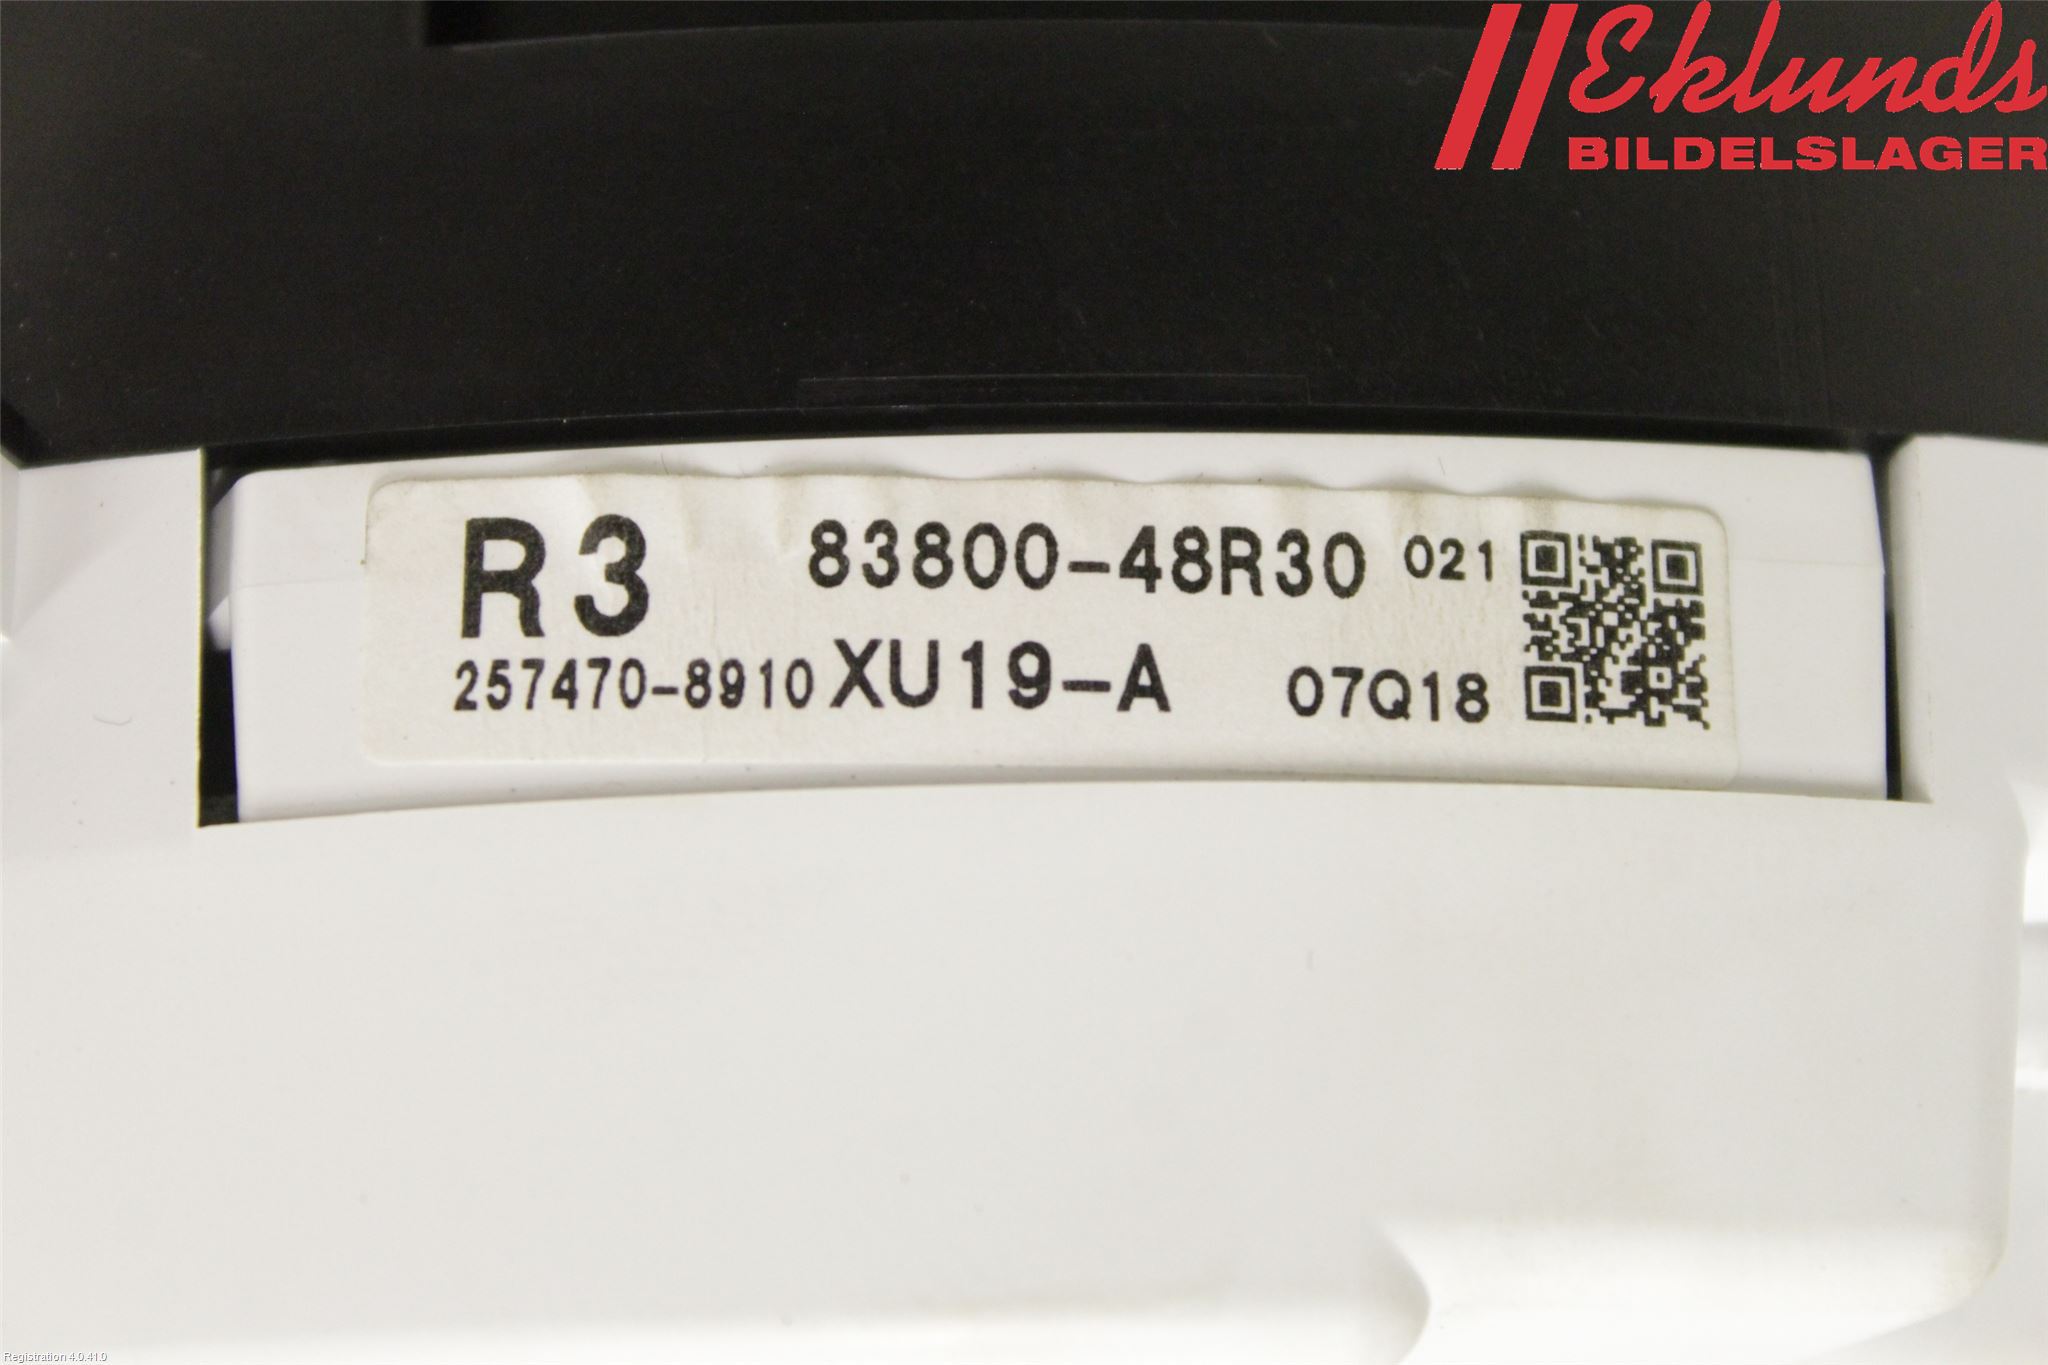 Eklunds
BILDELSLAGER
R3 83800-48R30 021
257470-8910 XU19-A 07Q18
Registration 4.0.41.0